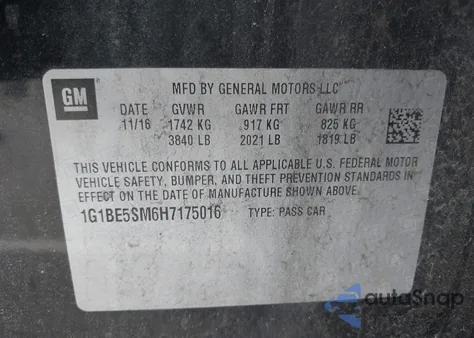 GM
MFD BY GENERAL MOTORS LLC
DATE GVWR GAWR FRT GAWR RR
11/16 1742 KG 917 KG 825 KG
3840 LB 2021 LB 1819 LB
THIS VEHICLE CONFORMS TO ALL APPLICABLE U.S. FEDERAL MOTOR
VEHICLE SAFETY, BUMPER, AND THEFT PREVENTION STANDARDS IN
EFFECT ON THE DATE OF MANUFACTURE SHOWN ABOVE.
1G1BE5SM6H7175016 TYPE: PASS CAR
autoSnap